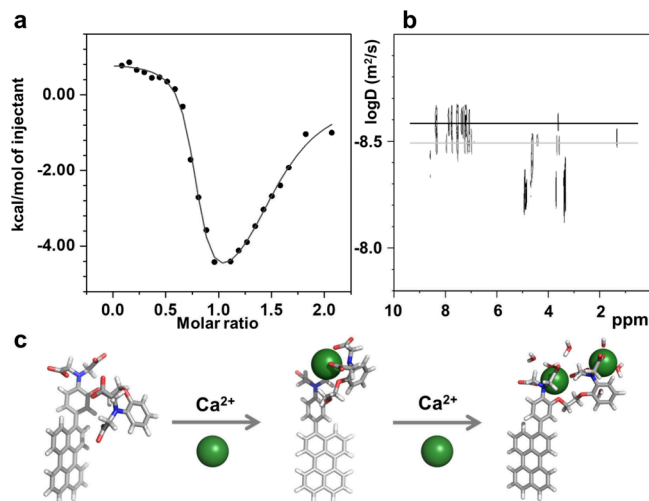 a
kcal/mol of injectant
0.00
-2.00
-4.00
0.0 0.5 1.0 1.5 2.0
Molar ratio
b
logD (m²/s)
-8.5
-8.0
10 8 6 4 2
ppm
c
Ca²⁺
Ca²⁺